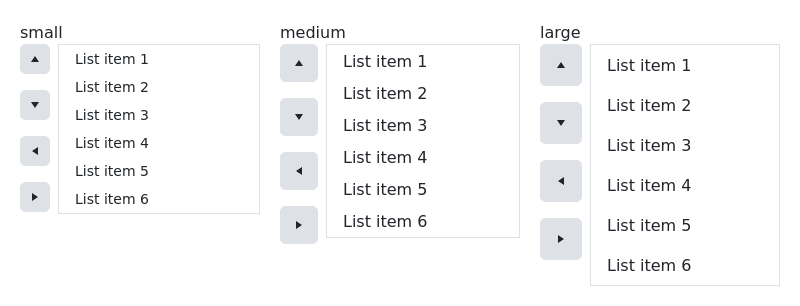 small
List item 1
List item 2
List item 3
List item 4
List item 5
List item 6
medium
List item 1
List item 2
List item 3
List item 4
List item 5
List item 6
large
List item 1
List item 2
List item 3
List item 4
List item 5
List item 6